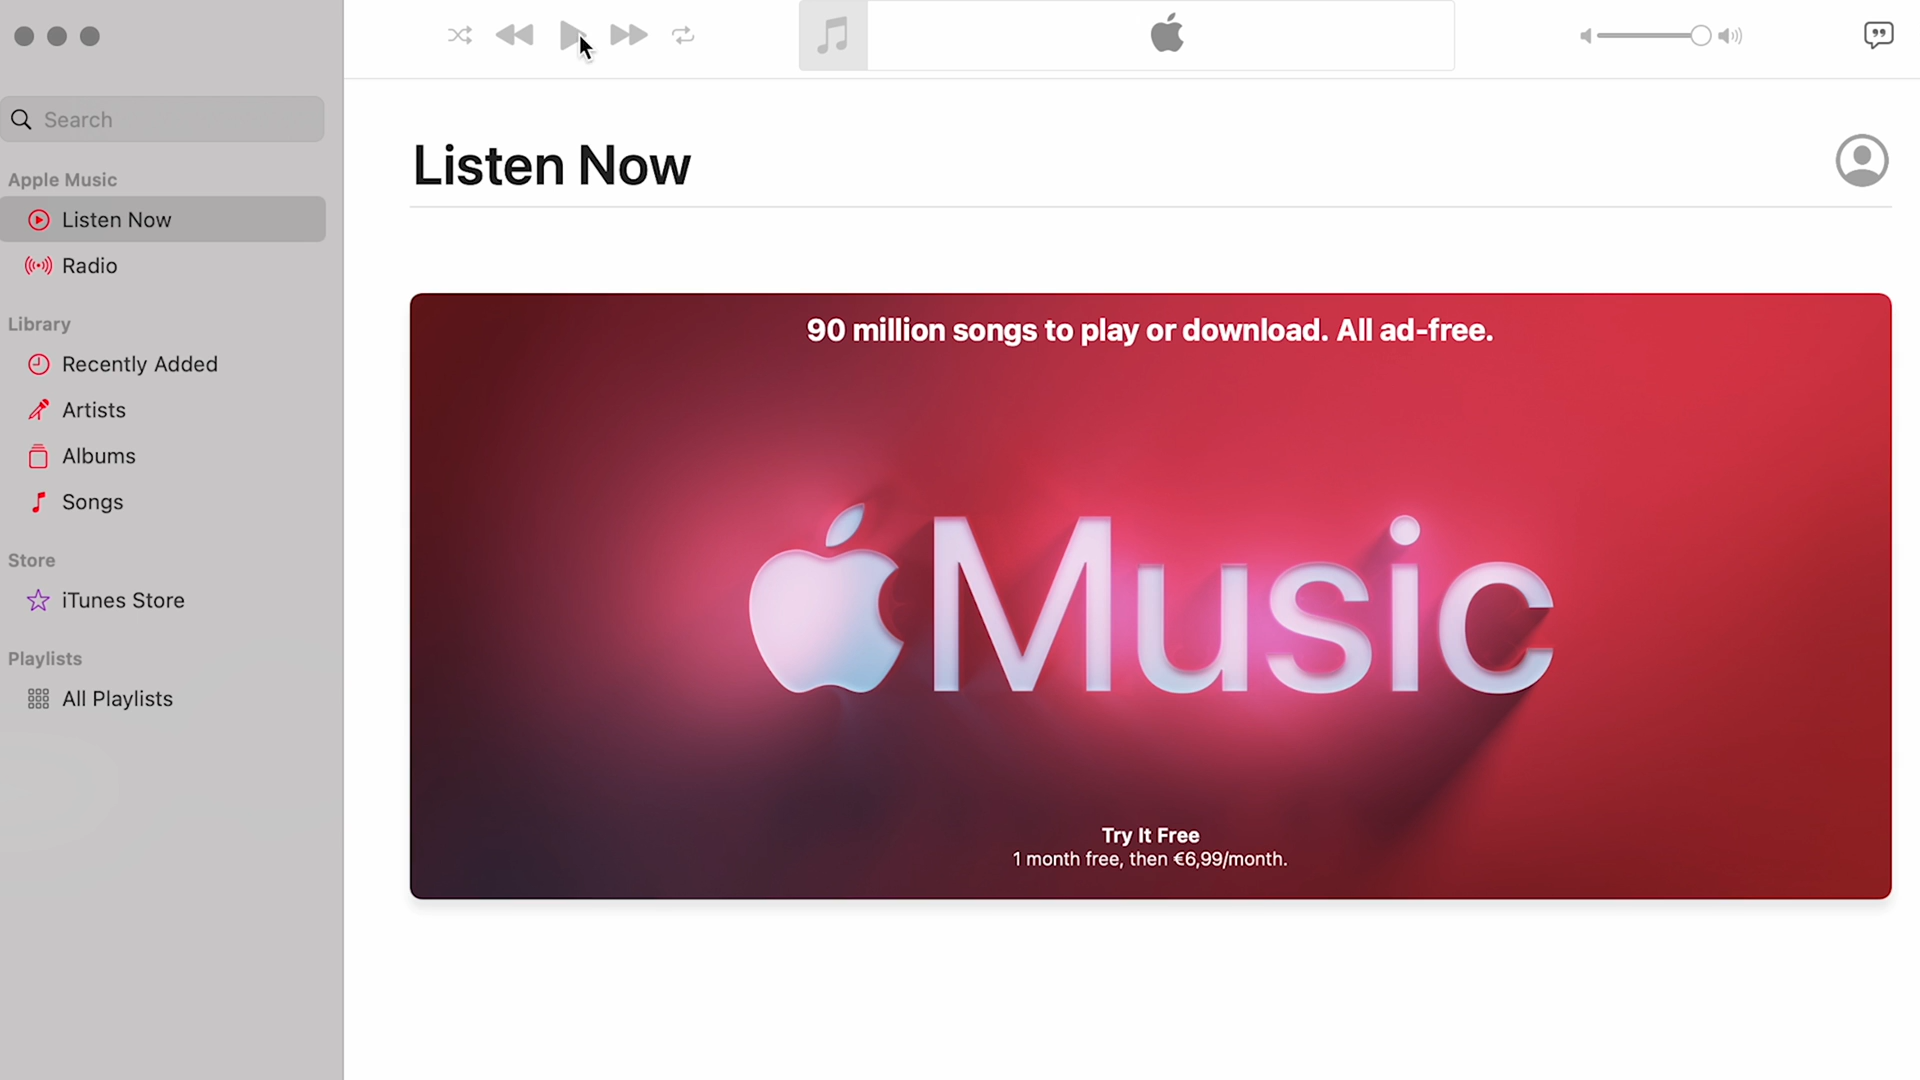 Search
Apple Music
Listen Now
Radio
Library
Recently Added
Artists
Albums
Songs
Store
iTunes Store
Playlists
All Playlists
Listen Now
90 million songs to play or download. All ad-free.
Music
Try It Free
1 month free, then €6,99/month.